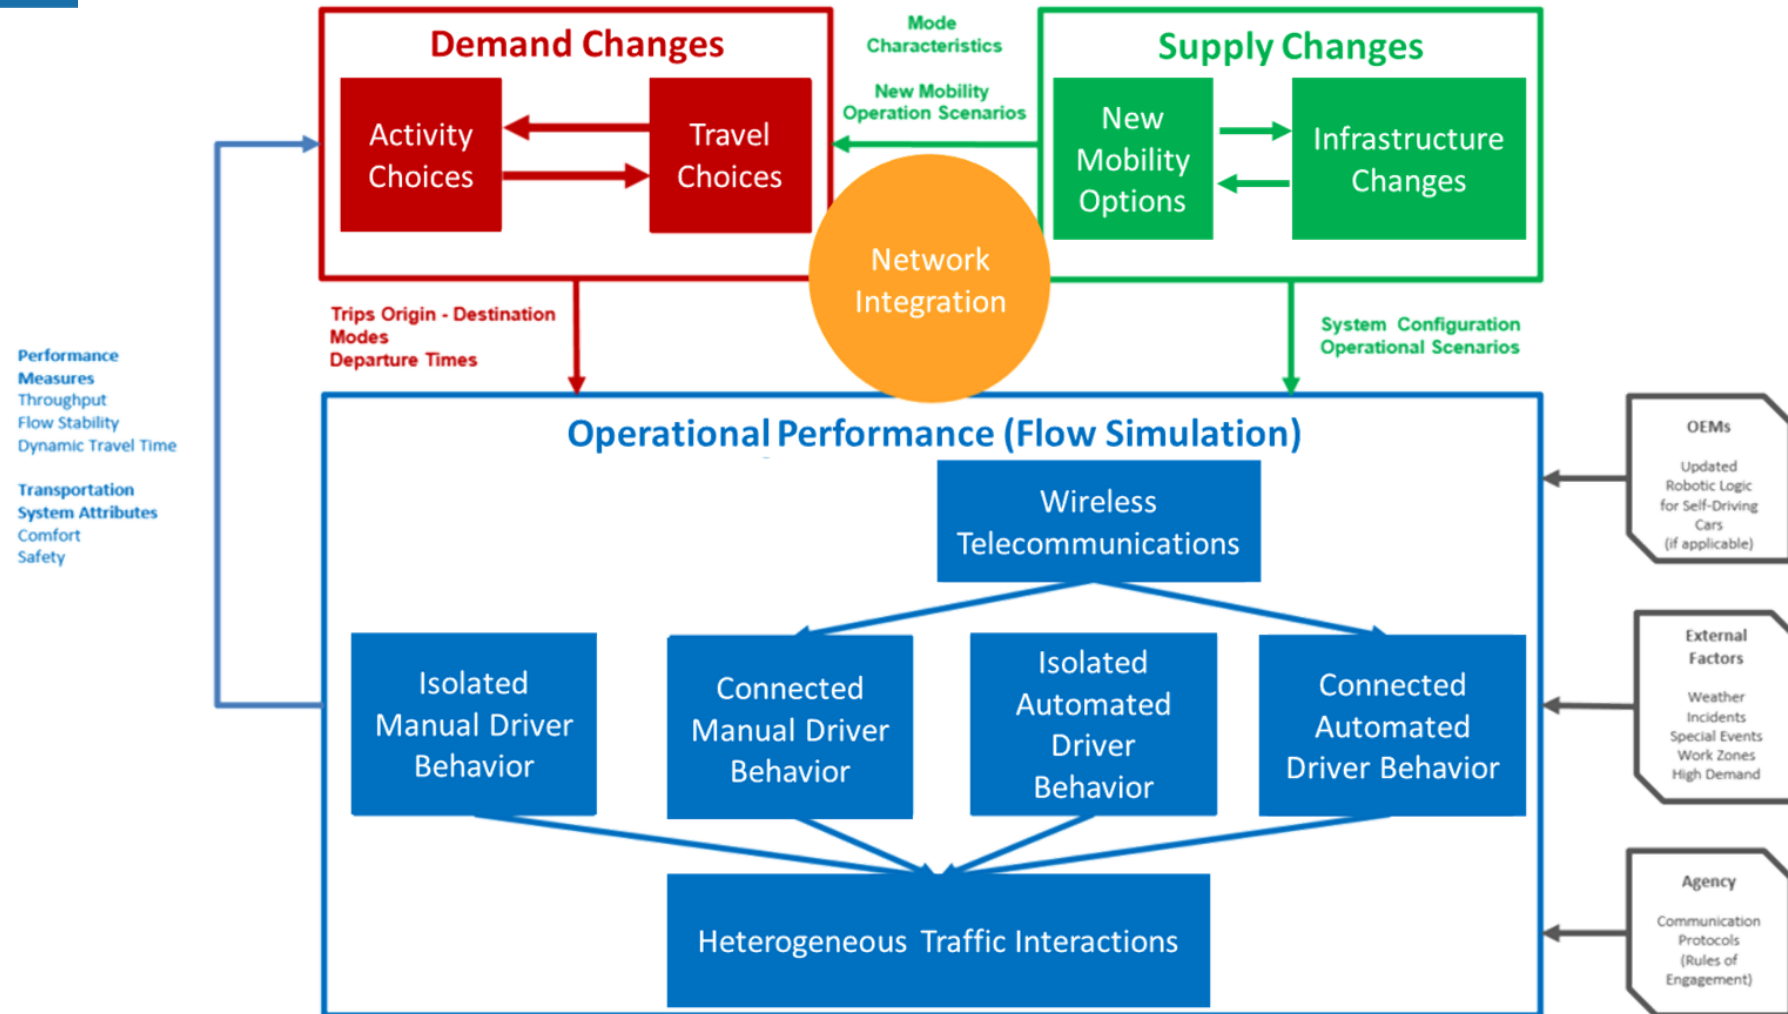 Demand Changes
Activity
Choices
Travel
Choices
Mode
Characteristics
New Mobility
Operation Scenarios
Supply Changes
New
Mobility
Options
Infrastructure
Changes
Network
Integration
Trips Origin - Destination
Modes
Departure Times
System Configuration
Operational Scenarios
Performance
Measures
Throughput
Flow Stability
Dynamic Travel Time
Transportation
System Attributes
Comfort
Safety
Operational Performance (Flow Simulation)
Wireless
Telecommunications
Isolated
Manual Driver
Behavior
Connected
Manual Driver
Behavior
Isolated
Automated
Driver
Behavior
Connected
Automated
Driver Behavior
Heterogeneous Traffic Interactions
OEMs
Updated
Robotic Logic
for Self-Driving
Cars
(if applicable)
External
Factors
Weather
Incidents
Special Events
Work Zones
High Demand
Agency
Communication
Protocols
(Rules of
Engagement)